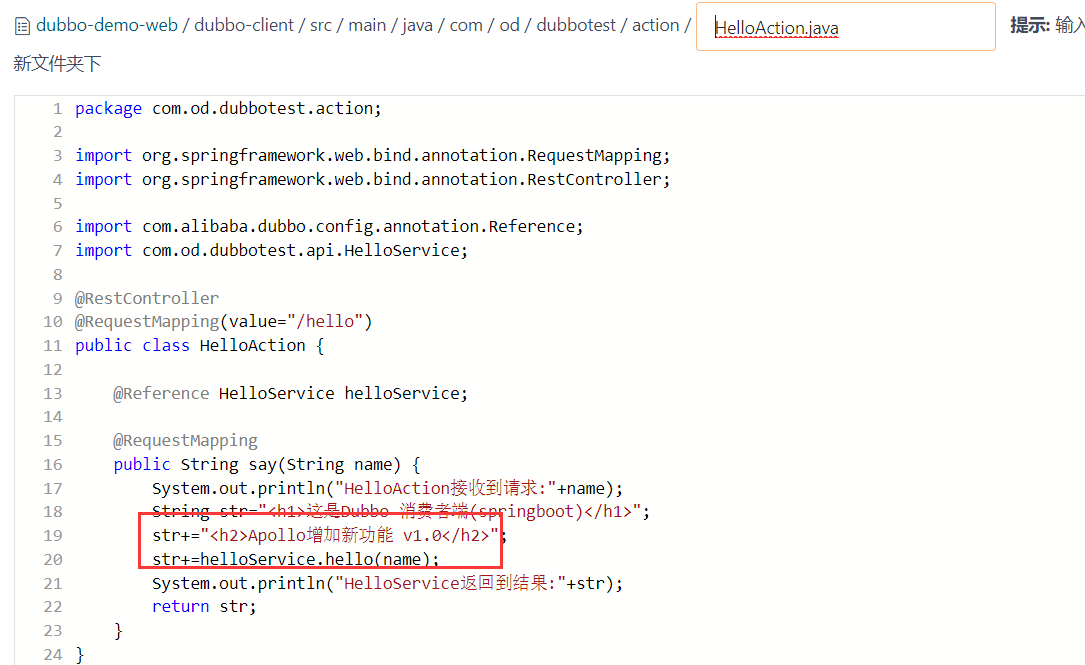 dubbo-demo-web / dubbo-client / src / main / java / com / od / dubbotest / action / HelloAction.java 提示: 输入
新文件夹下
1 package com.od.dubbotest.action;
2
3 import org.springframework.web.bind.annotation.RequestMapping;
4 import org.springframework.web.bind.annotation.RestController;
5
6 import com.alibaba.dubbo.config.annotation.Reference;
7 import com.od.dubbotest.api.HelloService;
8
9 @RestController
10 @RequestMapping(value="/hello")
11 public class HelloAction {
12
13 @Reference HelloService helloService;
14
15 @RequestMapping
16 public String say(String name) {
17 System.out.println("HelloAction接收到请求:"+name);
18 String str="<h1>这是Dubbo 消费者端(springboot)</h1>";
19 str+="<h2>Apollo增加新功能 v1.0</h2>";
20 str+=helloService.hello(name);
21 System.out.println("HelloService返回到结果:"+str);
22 return str;
23 }
24 }